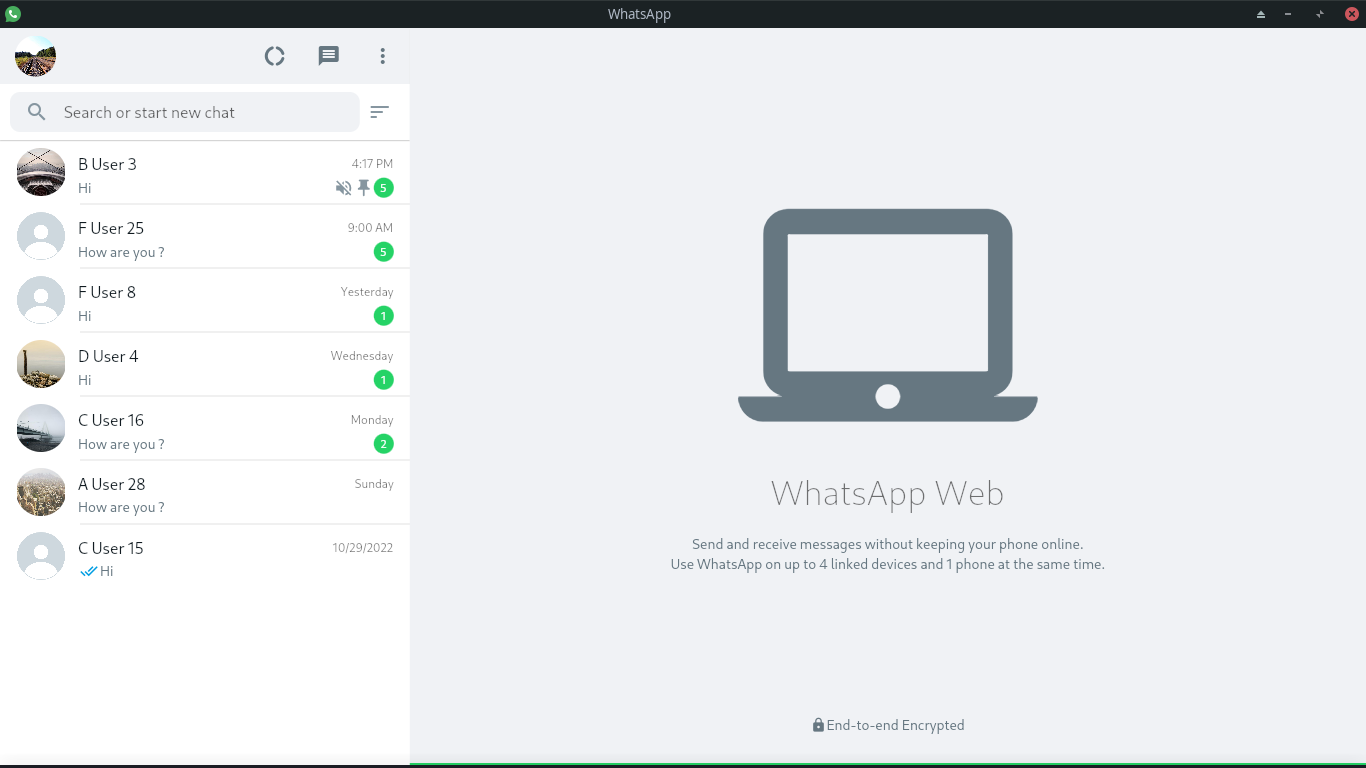 WhatsApp
Search or start new chat
B User 3
4:17 PM
Hi
5
F User 25
9:00 AM
How are you ?
5
F User 8
Yesterday
Hi
1
D User 4
Wednesday
Hi
1
C User 16
Monday
How are you ?
2
A User 28
Sunday
How are you ?
C User 15
10/29/2022
Hi
WhatsApp Web
Send and receive messages without keeping your phone online.
Use WhatsApp on up to 4 linked devices and 1 phone at the same time.
End-to-end Encrypted